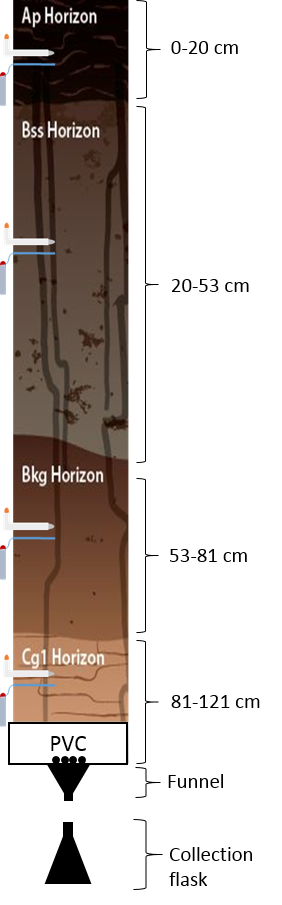 Ap Horizon
0-20 cm
Bss Horizon
20-53 cm
Bkg Horizon
53-81 cm
Cg1 Horizon
81-121 cm
PVC
Funnel
Collection
flask